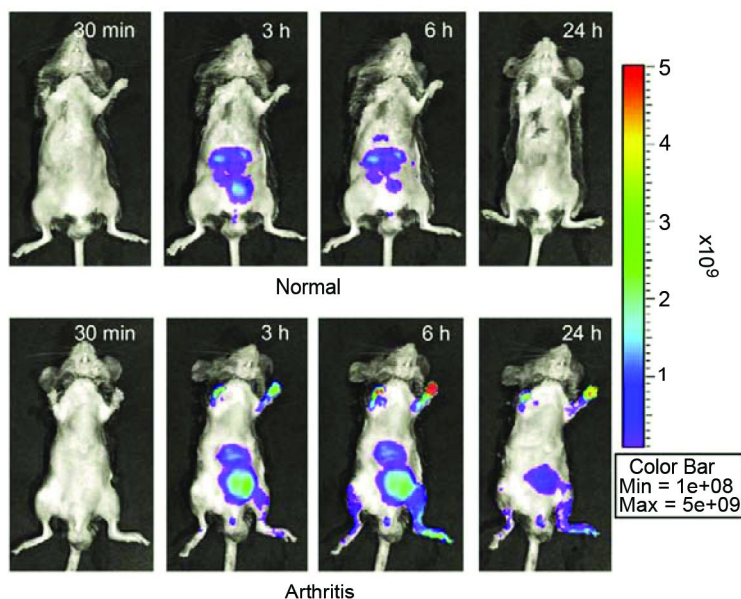 30 min
3 h
6 h
24 h
5
4
3
2
1
x10⁹
Normal
30 min
3 h
6 h
24 h
Color Bar
Min = 1e+08
Max = 5e+09
Arthritis